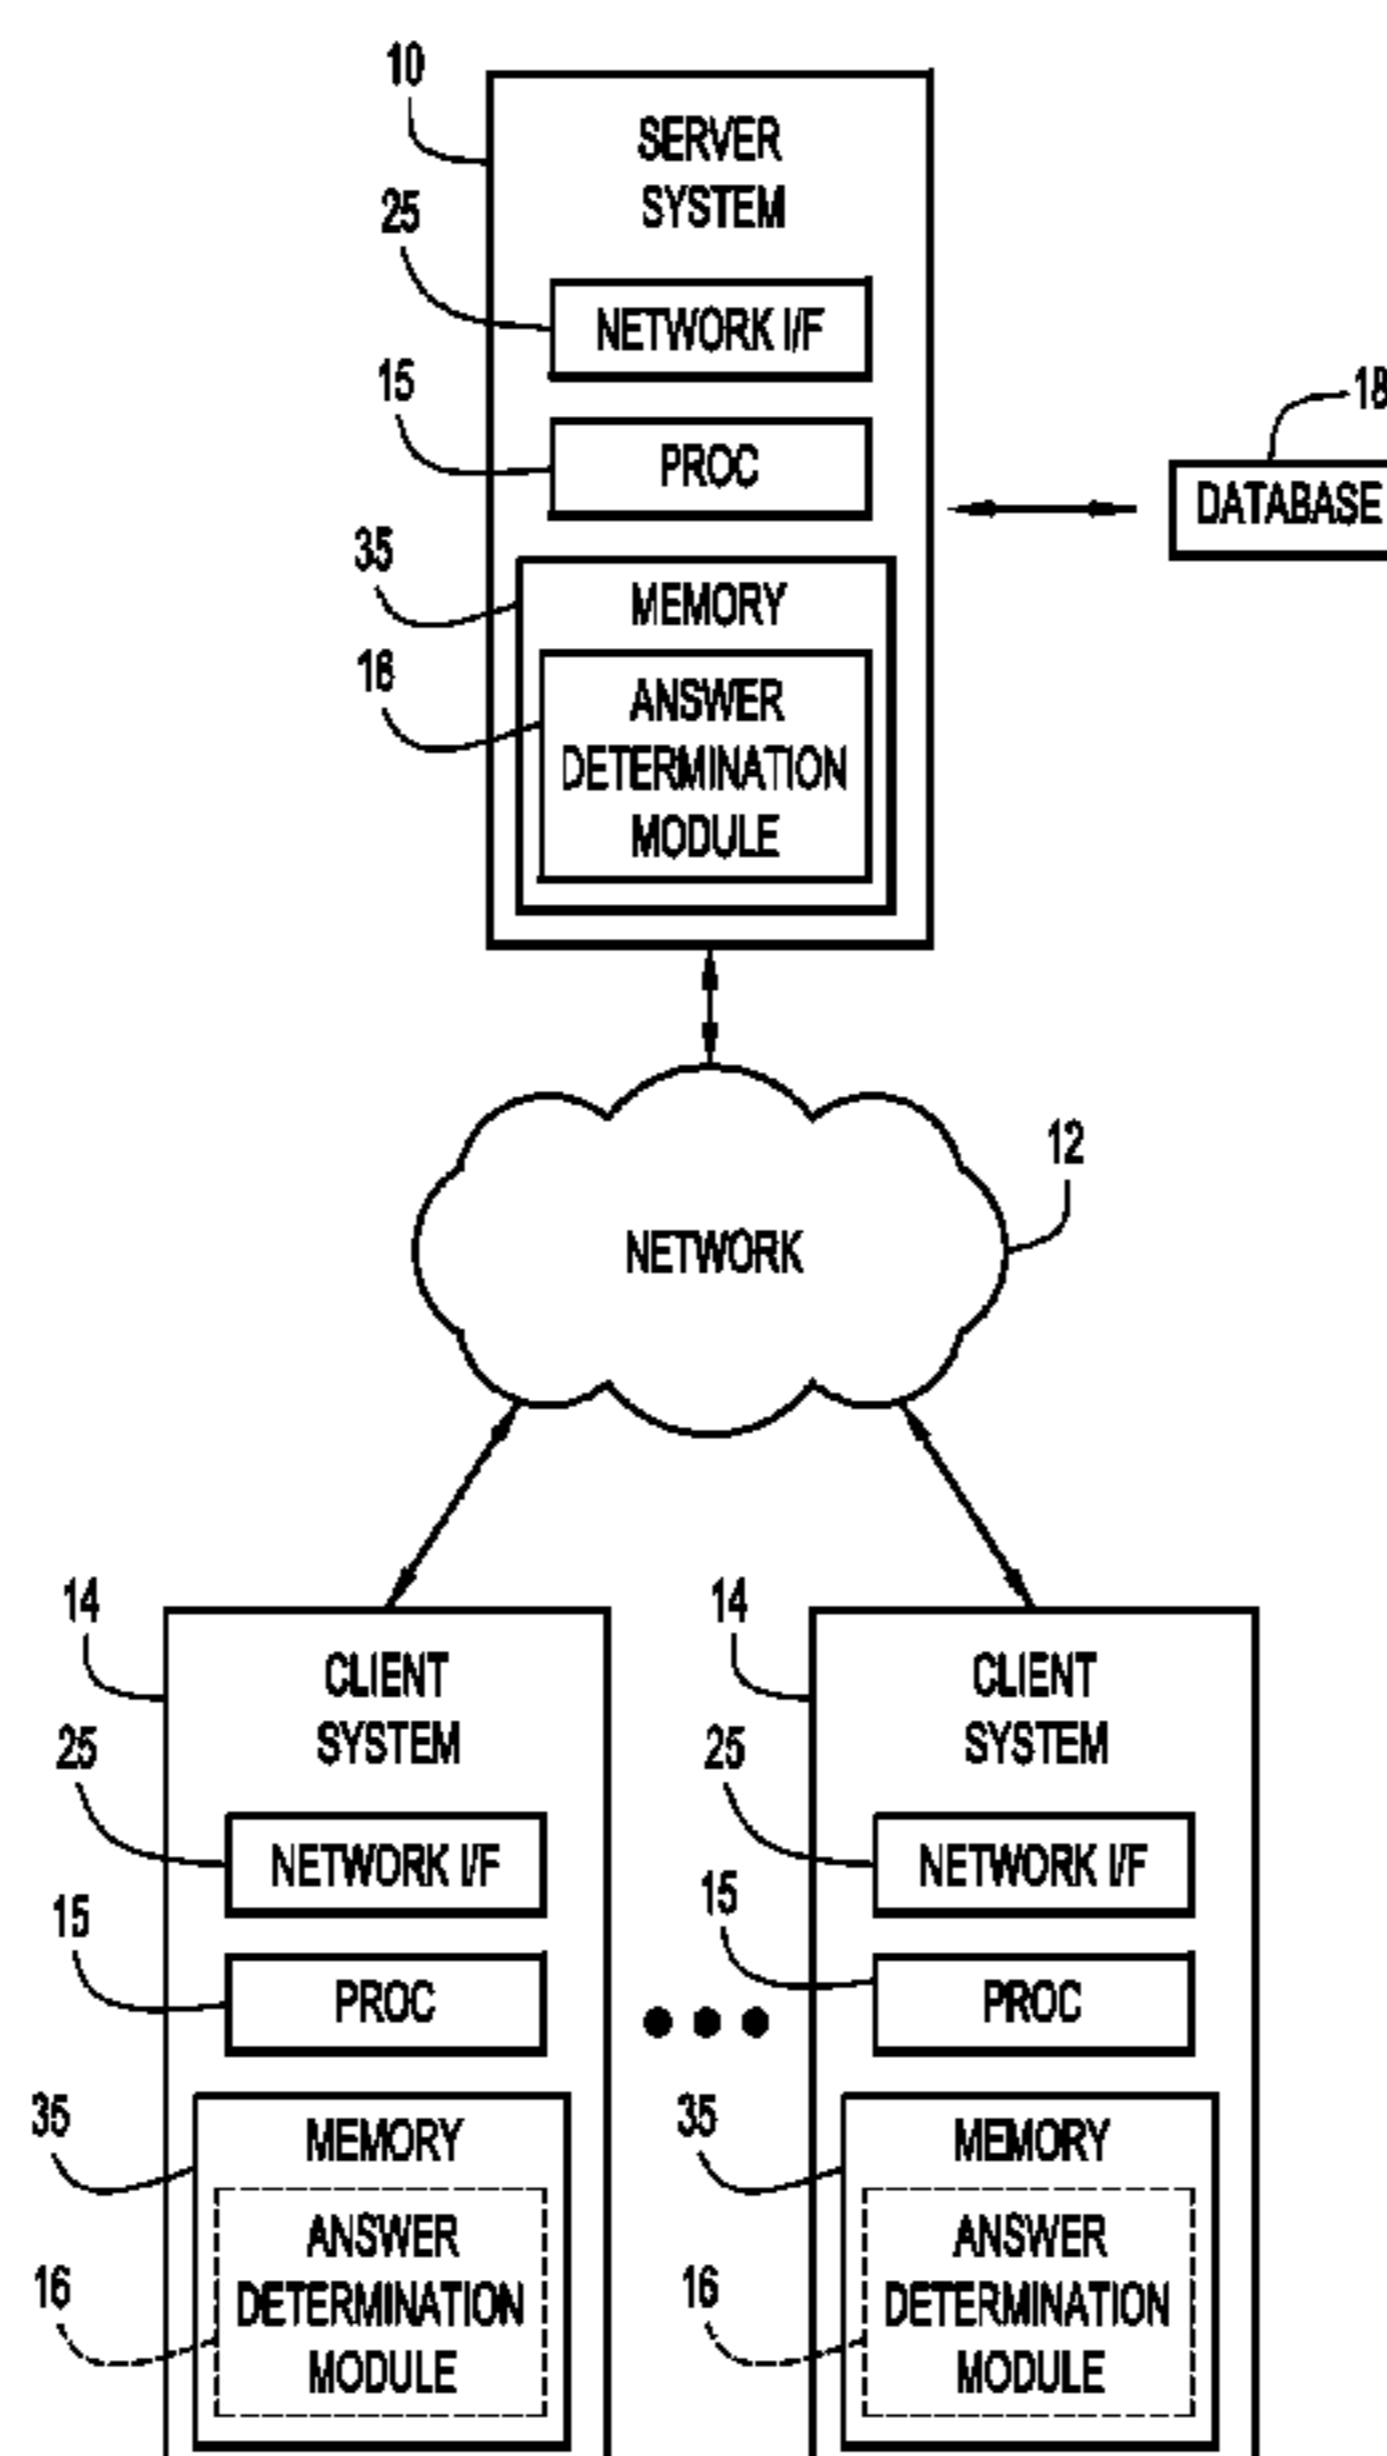 10
SERVER
SYSTEM
25
NETWORK I/F
15
PROC
18
DATABASE
35
MEMORY
16
ANSWER
DETERMINATION
MODULE
12
NETWORK
14
CLIENT
SYSTEM
25
NETWORK I/F
15
PROC
35
MEMORY
16
ANSWER
DETERMINATION
MODULE
14
CLIENT
SYSTEM
25
NETWORK I/F
15
PROC
35
MEMORY
16
ANSWER
DETERMINATION
MODULE